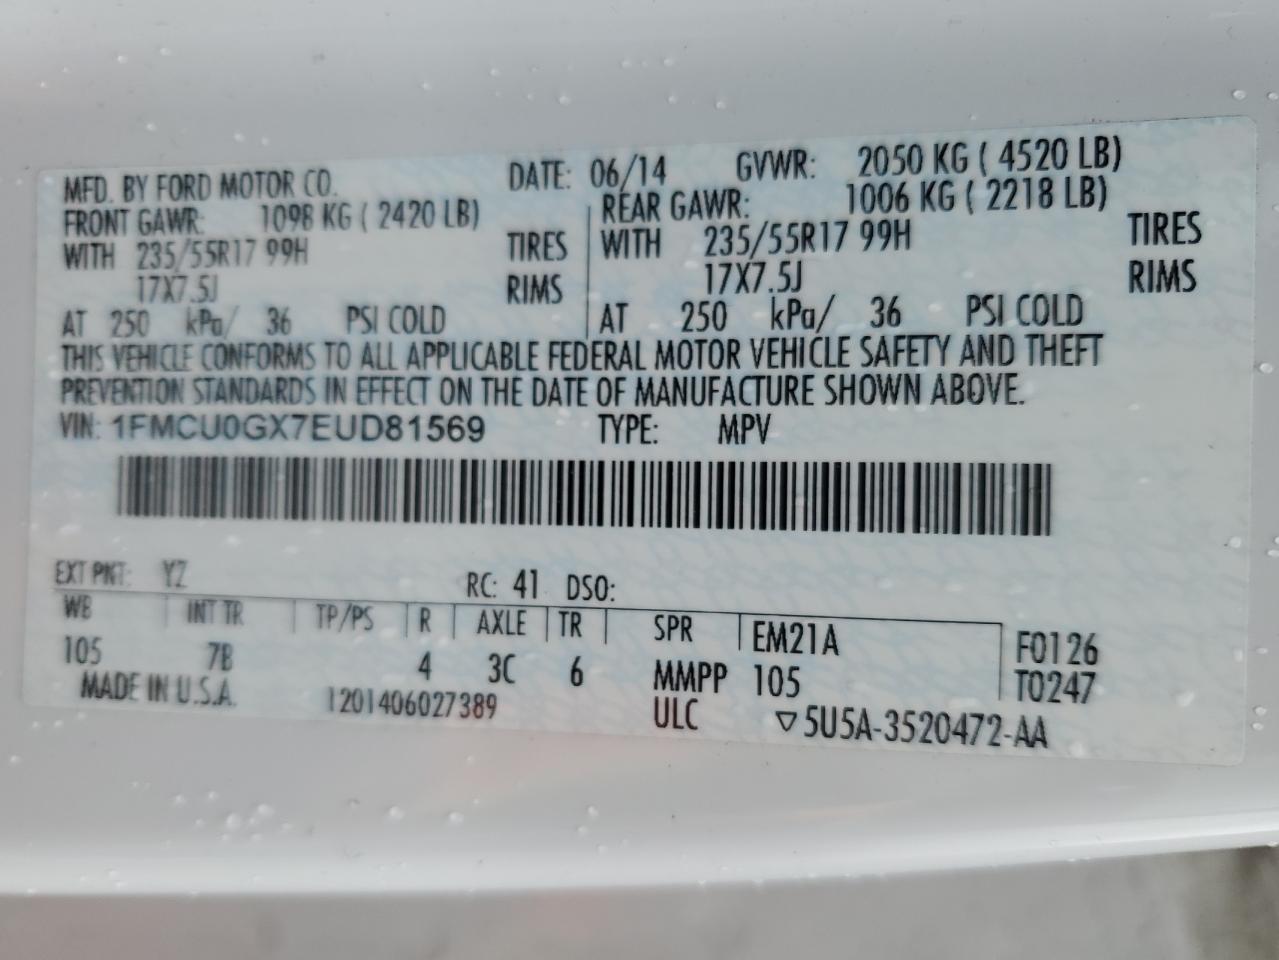 MFD. BY FORD MOTOR CO. DATE: 06/14 GVWR: 2050 KG ( 4520 LB)
FRONT GAWR: 1098 KG ( 2420 LB) REAR GAWR: 1006 KG ( 2218 LB)
WITH 235/55R17 99H TIRES WITH 235/55R17 99H TIRES
17X7.5J RIMS 17X7.5J RIMS
AT 250 kPa/ 36 PSI COLD AT 250 kPa/ 36 PSI COLD
THIS VEHICLE CONFORMS TO ALL APPLICABLE FEDERAL MOTOR VEHICLE SAFETY AND THEFT
PREVENTION STANDARDS IN EFFECT ON THE DATE OF MANUFACTURE SHOWN ABOVE.
VIN: 1FMCU0GX7EUD81569 TYPE: MPV
EXT PNT: YZ RC: 41 DSO:
WB INT TR TP/PS R AXLE TR SPR EM21A F0126
105 7B 4 3C 6 MMPP 105 T0247
MADE IN U.S.A. 1201406027389 ULC ▽5U5A-3520472-AA